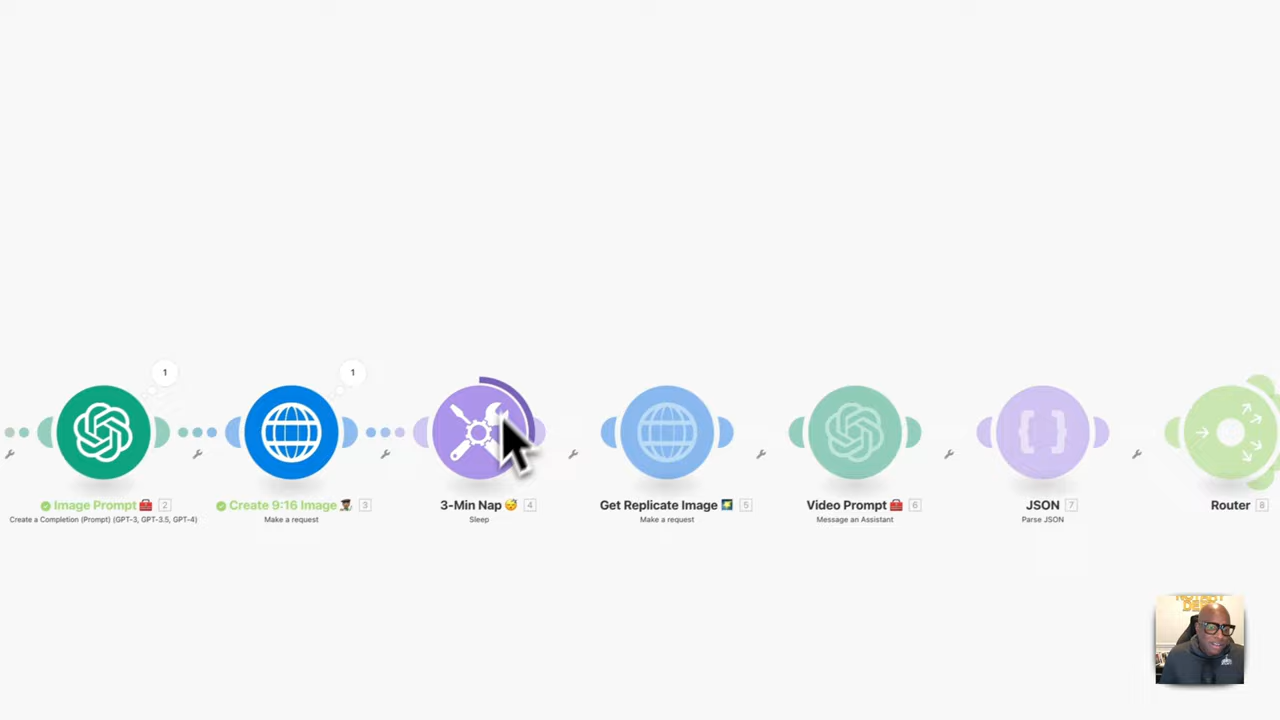 1
1
Image Prompt 🧰 2
Create a Completion (Prompt) (GPT-3, GPT-3.5, GPT-4)
Create 9:16 Image 3
Make a request
3-Min Nap 😴 4
Sleep
Get Replicate Image 5
Make a request
Video Prompt 🧰 6
Message an Assistant
JSON 7
Parse JSON
Router 8